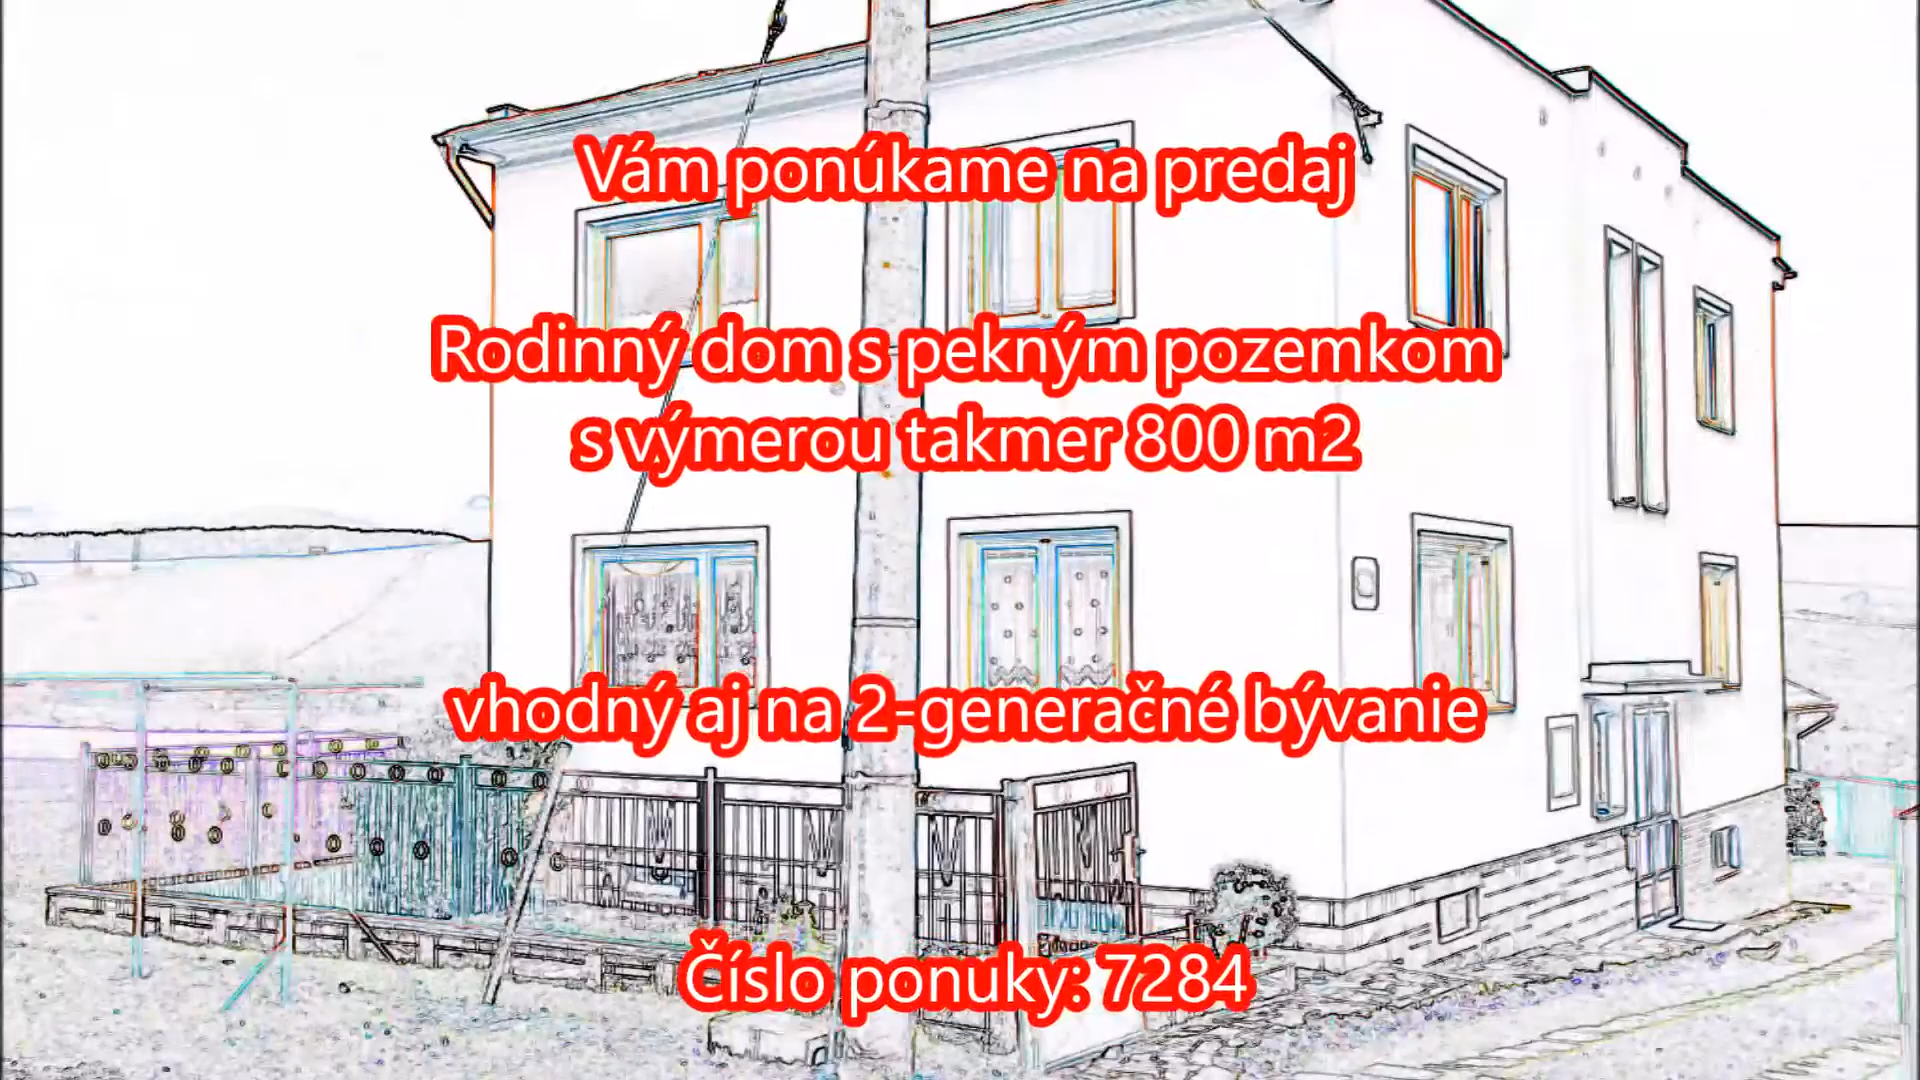 Vám ponúkame na predaj
Rodinný dom s pekným pozemkom
s výmerou takmer 800 m2
vhodný aj na 2-generačné bývanie
Číslo ponuky: 7284